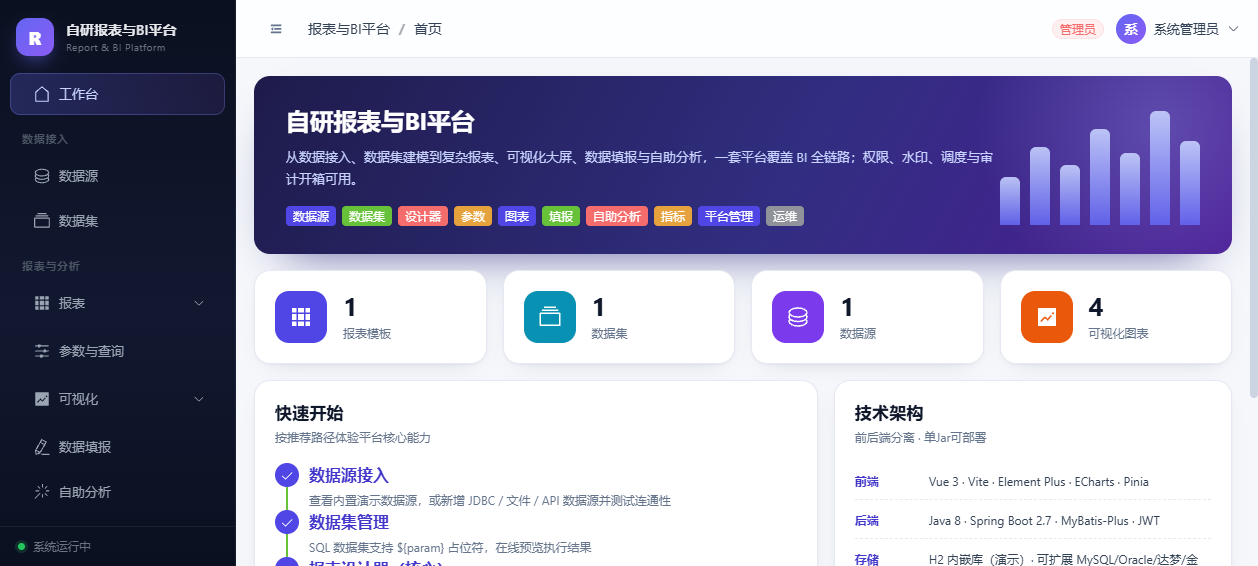 R
自研报表与BI平台
Report & BI Platform
工作台
数据接入
数据源
数据集
报表与分析
报表
参数与查询
可视化
数据填报
自助分析
系统运行中
报表与BI平台 / 首页
管理员
系
系统管理员
自研报表与BI平台
从数据接入、数据集建模到复杂报表、可视化大屏、数据填报与自助分析，一套平台覆盖 BI 全链路；权限、水印、调度与审
计开箱可用。
数据源 数据集 设计器 参数 图表 填报 自助分析 指标 平台管理 运维
1
报表模板
1
数据集
1
数据源
4
可视化图表
快速开始
按推荐路径体验平台核心能力
数据源接入
查看内置演示数据源，或新增 JDBC / 文件 / API 数据源并测试连通性
数据集管理
SQL 数据集支持 ${param} 占位符，在线预览执行结果
报表设计器（核心）
技术架构
前后端分离 · 单Jar可部署
前端 Vue 3 · Vite · Element Plus · ECharts · Pinia
后端 Java 8 · Spring Boot 2.7 · MyBatis-Plus · JWT
存储 H2 内嵌库（演示）· 可扩展 MySQL/Oracle/达梦/金